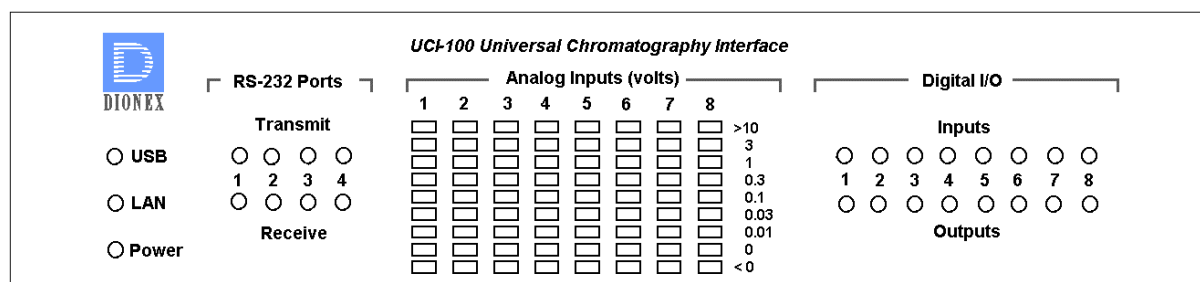 UCI-100 Universal Chromatography Interface
DIONEX
USB
LAN
Power
RS-232 Ports
Transmit
1 2 3 4
Receive
Analog Inputs (volts)
1 2 3 4 5 6 7 8
>10
3
1
0.3
0.1
0.03
0.01
0
<0
Digital I/O
Inputs
1 2 3 4 5 6 7 8
Outputs